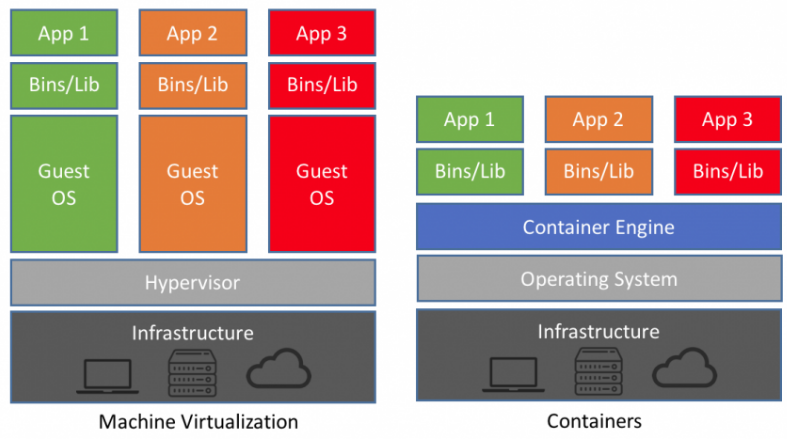 App 1
App 2
App 3
Bins/Lib
Bins/Lib
Bins/Lib
Guest
OS
Guest
OS
Guest
OS
Hypervisor
Infrastructure
Machine Virtualization
App 1
App 2
App 3
Bins/Lib
Bins/Lib
Bins/Lib
Container Engine
Operating System
Infrastructure
Containers